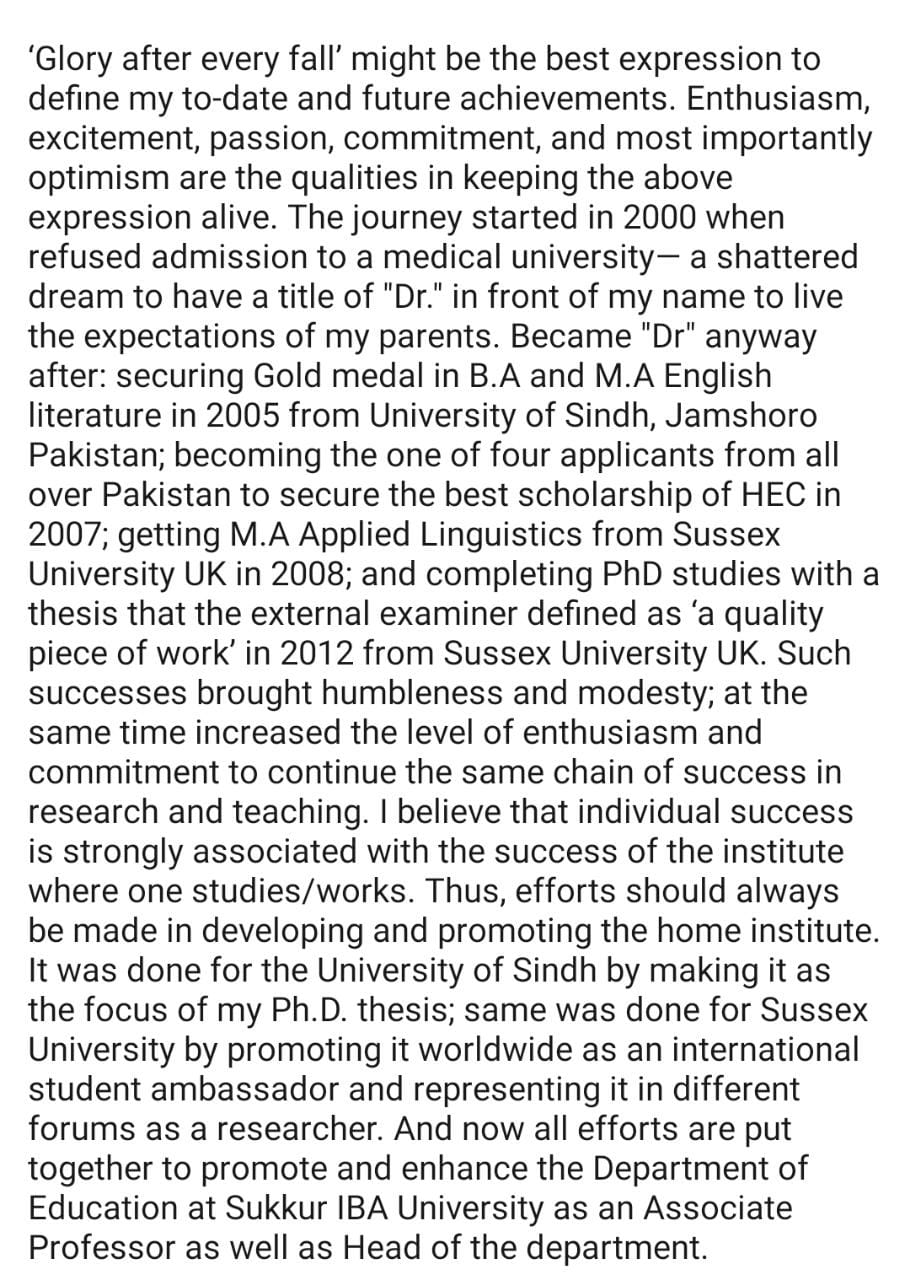 ‘Glory after every fall’ might be the best expression to
define my to-date and future achievements. Enthusiasm,
excitement, passion, commitment, and most importantly
optimism are the qualities in keeping the above
expression alive. The journey started in 2000 when
refused admission to a medical university— a shattered
dream to have a title of "Dr." in front of my name to live
the expectations of my parents. Became "Dr" anyway
after: securing Gold medal in B.A and M.A English
literature in 2005 from University of Sindh, Jamshoro
Pakistan; becoming the one of four applicants from all
over Pakistan to secure the best scholarship of HEC in
2007; getting M.A Applied Linguistics from Sussex
University UK in 2008; and completing PhD studies with a
thesis that the external examiner defined as ‘a quality
piece of work’ in 2012 from Sussex University UK. Such
successes brought humbleness and modesty; at the
same time increased the level of enthusiasm and
commitment to continue the same chain of success in
research and teaching. I believe that individual success
is strongly associated with the success of the institute
where one studies/works. Thus, efforts should always
be made in developing and promoting the home institute.
It was done for the University of Sindh by making it as
the focus of my Ph.D. thesis; same was done for Sussex
University by promoting it worldwide as an international
student ambassador and representing it in different
forums as a researcher. And now all efforts are put
together to promote and enhance the Department of
Education at Sukkur IBA University as an Associate
Professor as well as Head of the department.